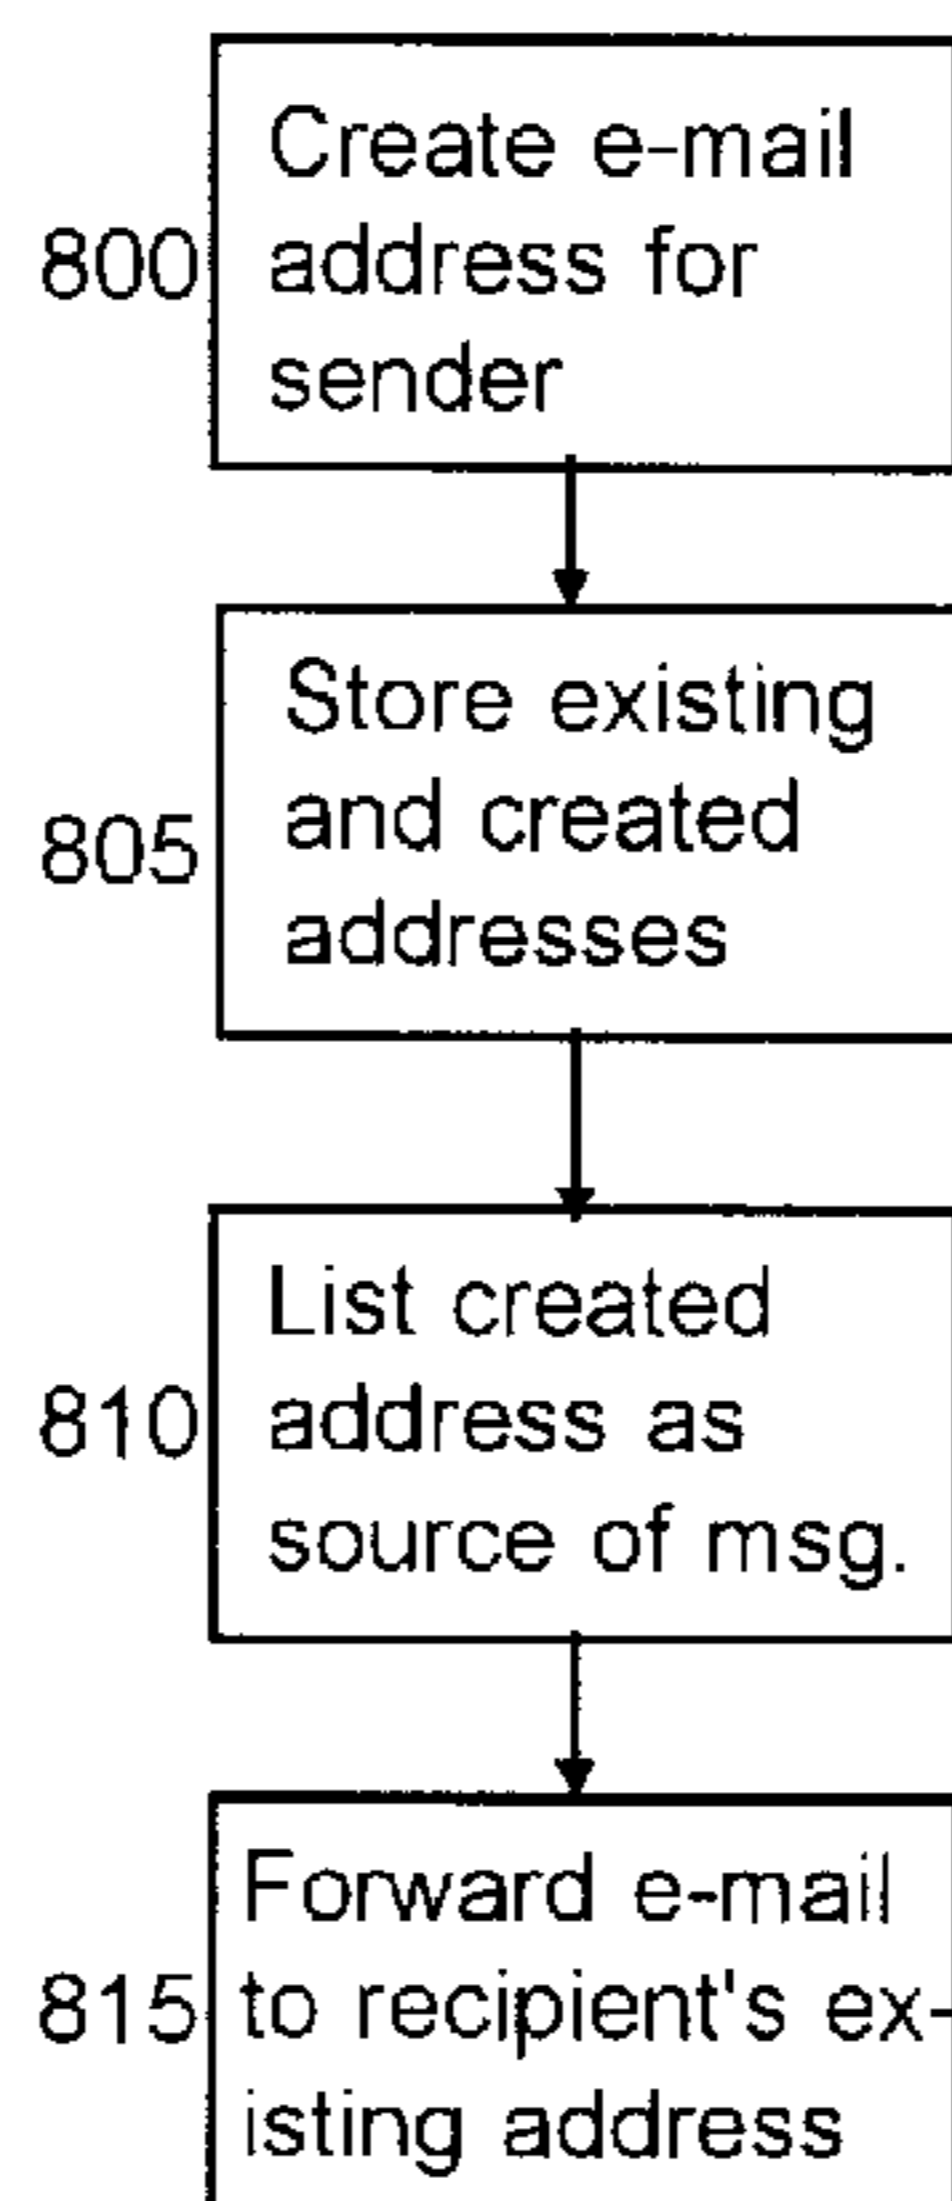 Create e-mail
800 address for
sender
Store existing
and created
805
addresses
List created
810 address as
source of msg.
Forward e-mail
815 to recipient's ex-
isting address